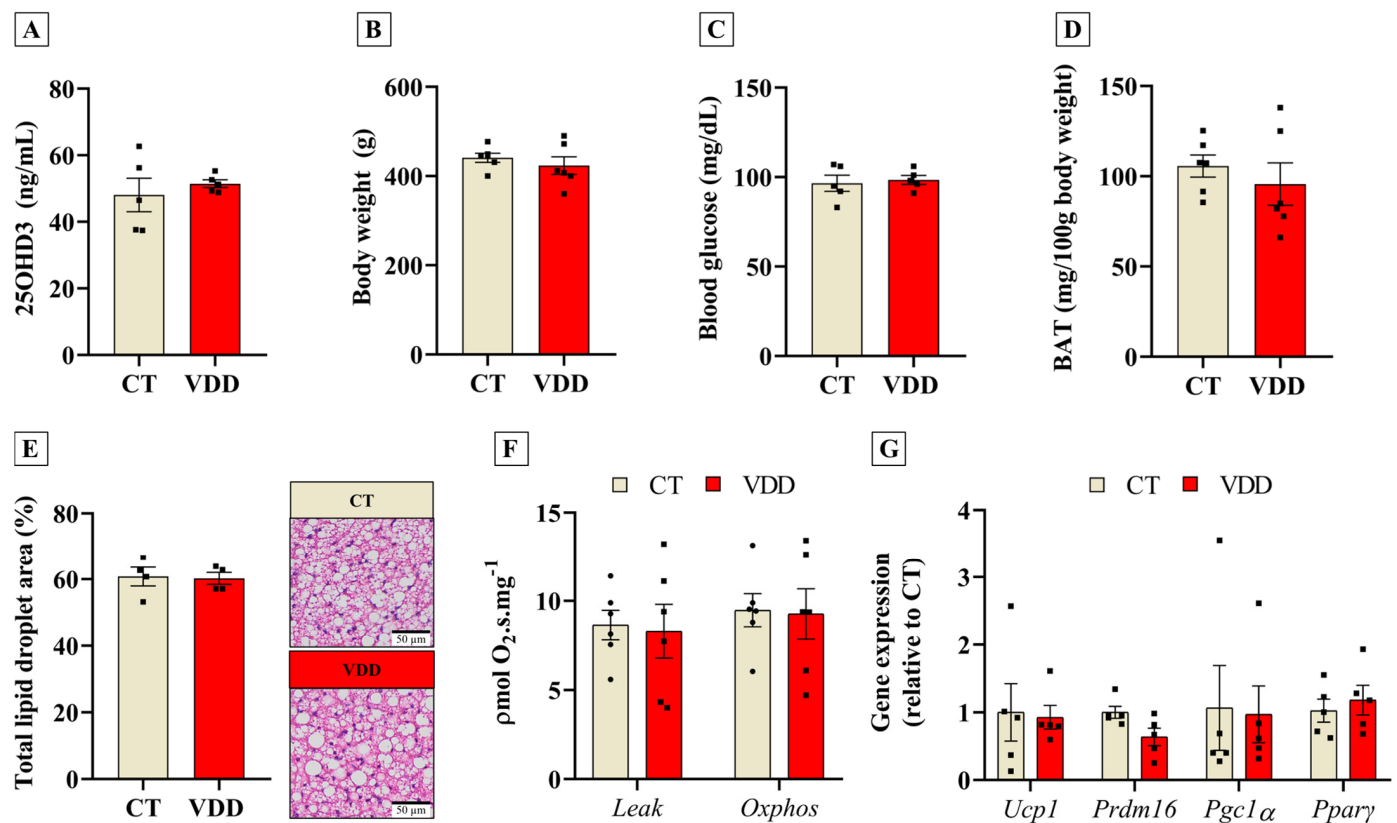 A
25OHD3 (ng/mL)
80
60
40
20
0
CT VDD
B
Body weight (g)
600
400
200
0
CT VDD
C
Blood glucose (mg/dL)
150
100
50
0
CT VDD
D
BAT (mg/100g body weight)
150
100
50
0
CT VDD
E
Total lipid droplet area (%)
80
60
40
20
0
CT VDD
CT
50 µm
VDD
50 µm
F
CT VDD
ρmol O2.s.mg-1
15
10
5
0
Leak Oxphos
G
CT VDD
Gene expression
(relative to CT)
4
3
2
1
0
Ucp1 Prdm16 Pgc1α Pparγ